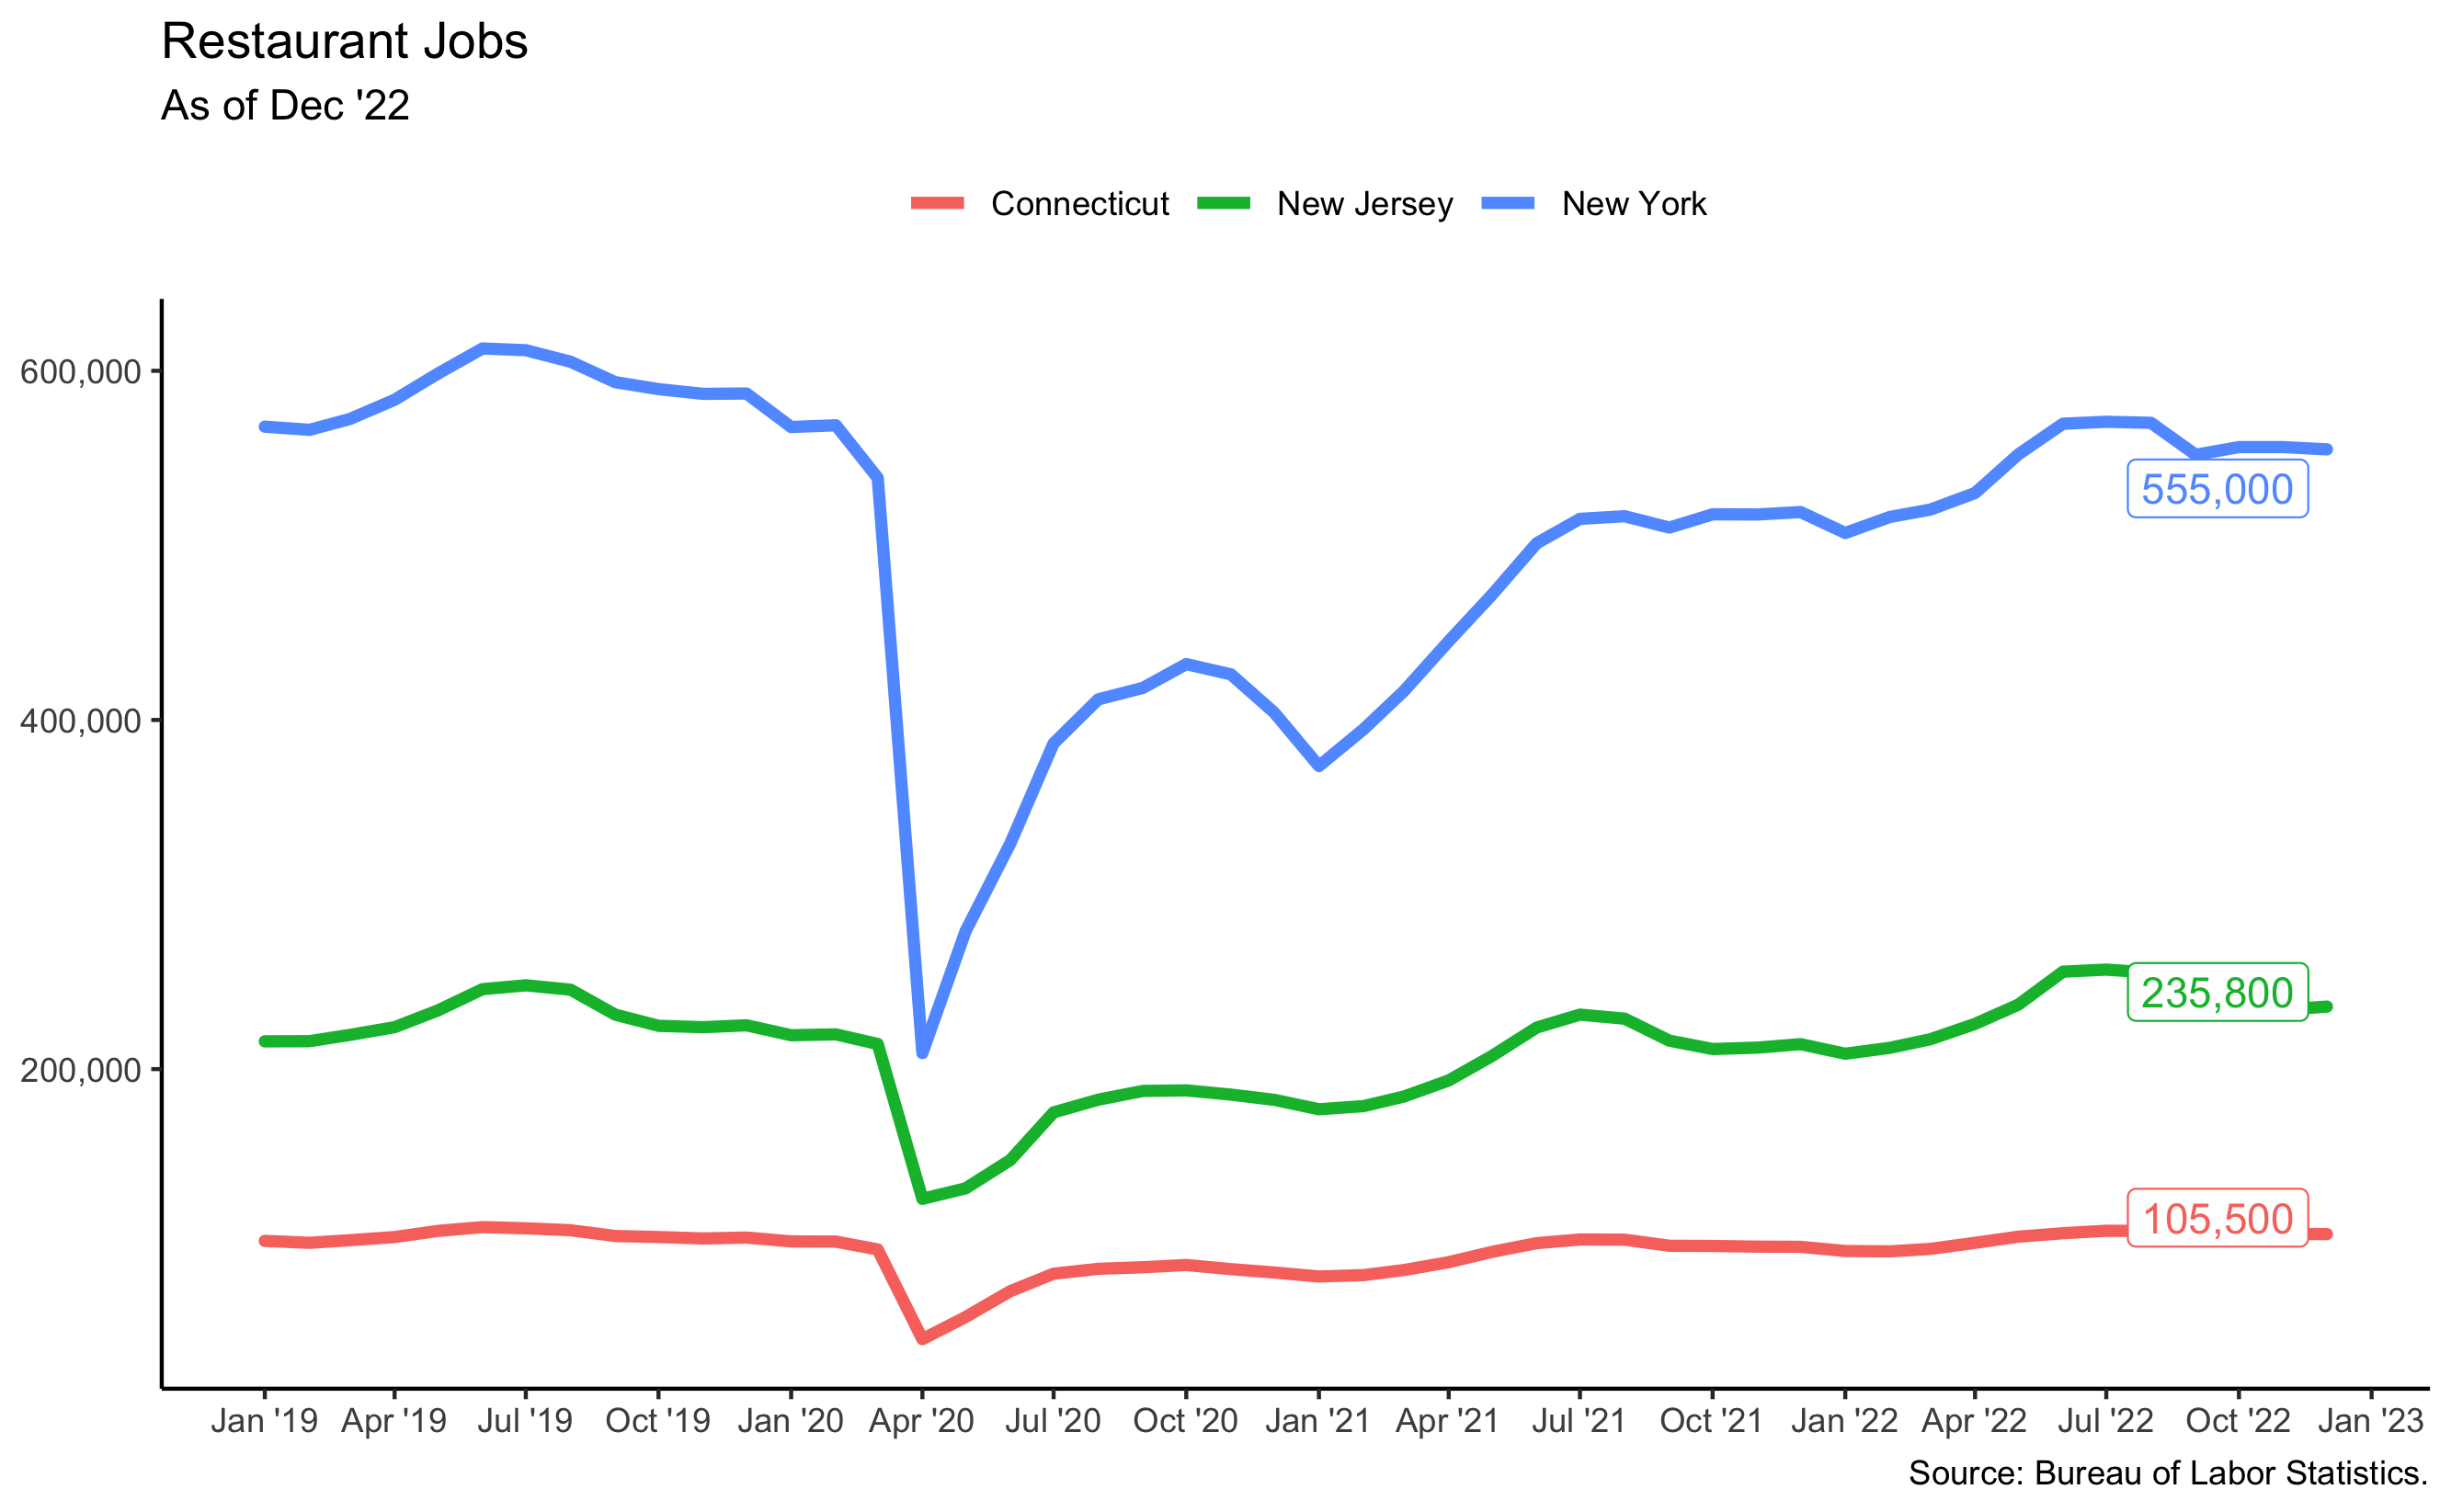 Restaurant Jobs
As of Dec '22
Connecticut New Jersey New York
600,000
400,000
200,000
555,000
235,800
105,500
Jan '19 Apr '19 Jul '19 Oct '19 Jan '20 Apr '20 Jul '20 Oct '20 Jan '21 Apr '21 Jul '21 Oct '21 Jan '22 Apr '22 Jul '22 Oct '22 Jan '23
Source: Bureau of Labor Statistics.